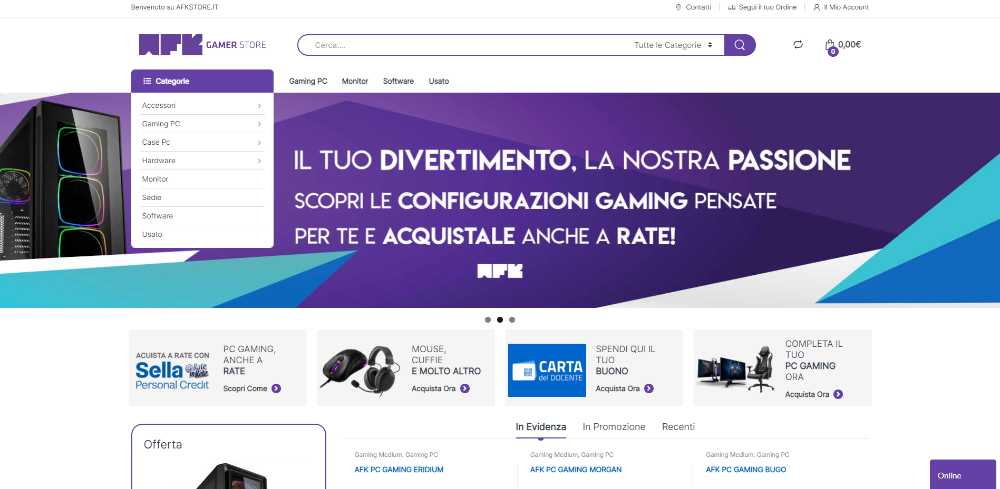 Benvenuto su AFKSTORE.IT
Contatti
Segui il tuo Ordine
Il Mio Account
AFK GAMER STORE
Cerca....
Tutte le Categorie
0
0,00€
Categorie
Gaming PC
Monitor
Software
Usato
Accessori
Gaming PC
Case Pc
Hardware
Monitor
Sedie
Software
Usato
IL TUO DIVERTIMENTO, LA NOSTRA PASSIONE
SCOPRI LE CONFIGURAZIONI GAMING PENSATE
PER TE E ACQUISTALE ANCHE A RATE!
AFK
ACUISTA A RATE CON
Sella @Rate in Rete
Personal Credit
PC GAMING,
ANCHE A
RATE
Scopri Come
MOUSE,
CUFFIE
E MOLTO ALTRO
Acquista Ora
CARTA
del DOCENTE
SPENDI QUI IL
TUO
BUONO
Acquista Ora
COMPLETA IL
TUO
PC GAMING
ORA
Acquista Ora
Offerta
In Evidenza
In Promozione
Recenti
Gaming Medium, Gaming PC
AFK PC GAMING ERIDIUM
Gaming Medium, Gaming PC
AFK PC GAMING MORGAN
Gaming Medium, Gaming PC
AFK PC GAMING BUGO
Online